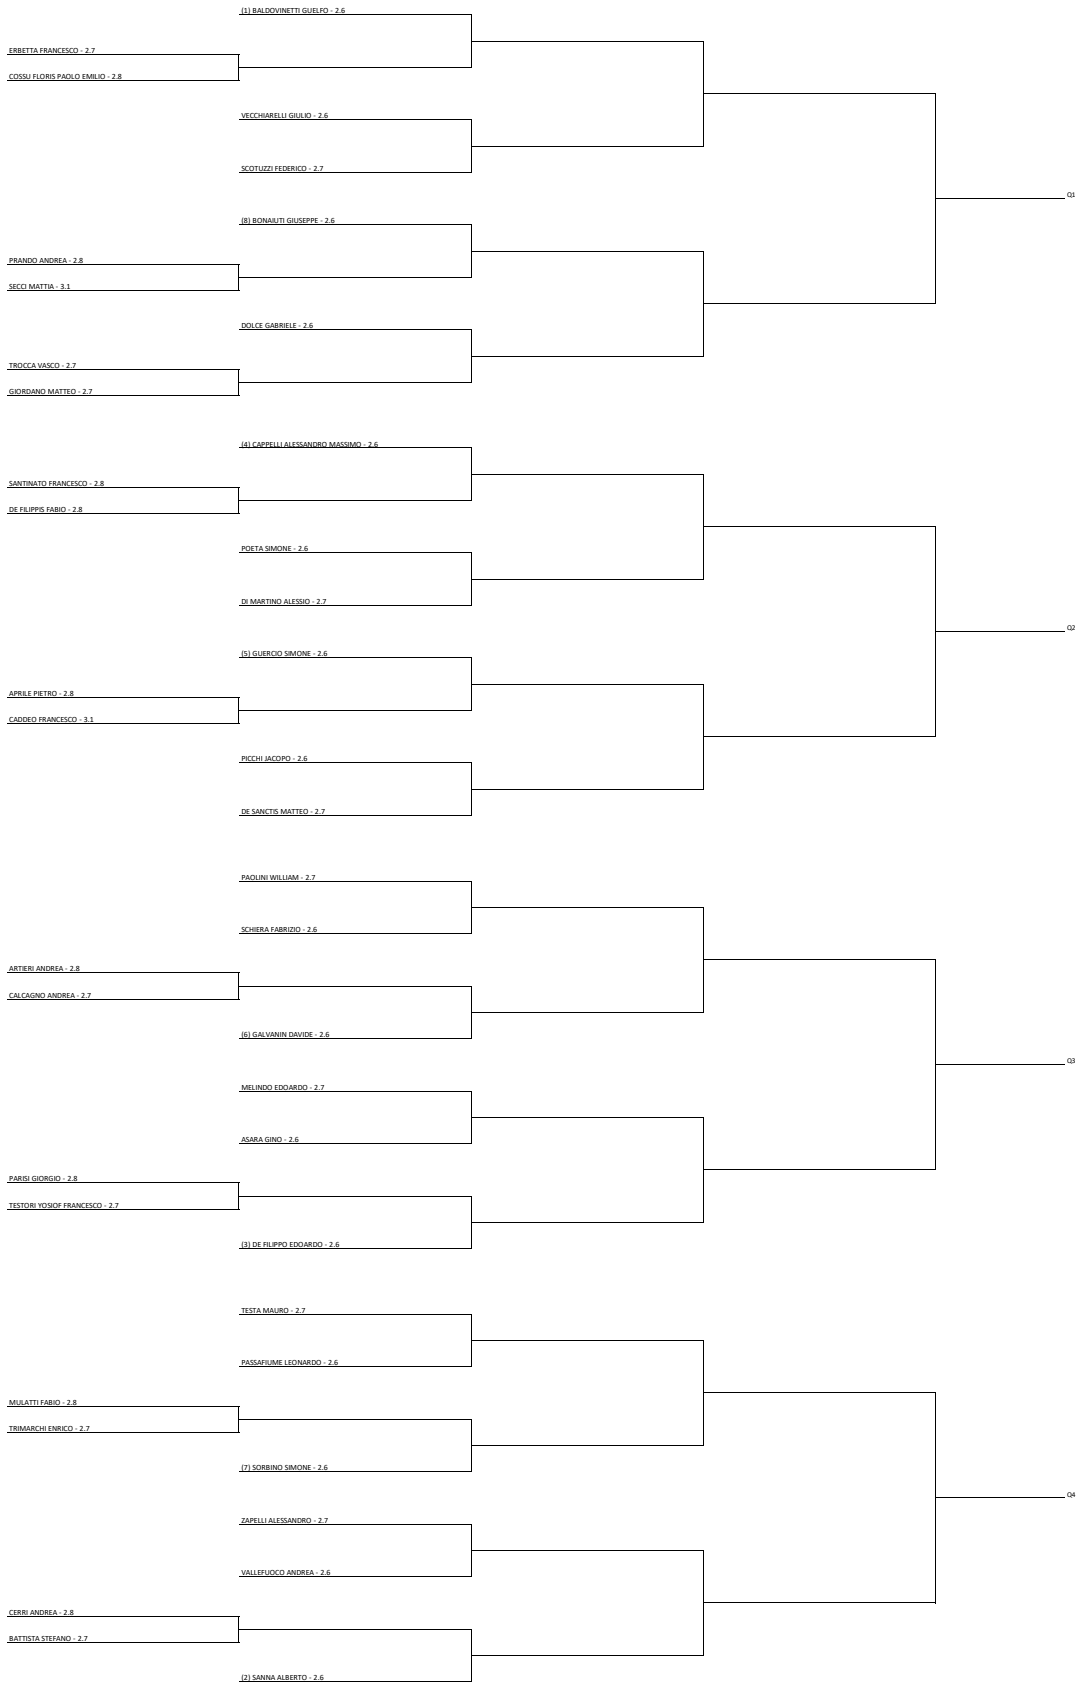 (1) BALDOVINETTI GUELFO - 2.6
ERBETTA FRANCESCO - 2.7
COSSU FLORIS PAOLO EMILIO - 2.8
VECCHIARELLI GIULIO - 2.6
SCOTUZZI FEDERICO - 2.7
Q1
(8) BONAIUTI GIUSEPPE - 2.6
PRANDO ANDREA - 2.8
SECCI MATTIA - 3.1
DOLCE GABRIELE - 2.6
TROCCA VASCO - 2.7
GIORDANO MATTEO - 2.7
(4) CAPPELLI ALESSANDRO MASSIMO - 2.6
SANTINATO FRANCESCO - 2.8
DE FILIPPIS FABIO - 2.8
POETA SIMONE - 2.6
DI MARTINO ALESSIO - 2.7
Q2
(5) GUERCIO SIMONE - 2.6
APRILE PIETRO - 2.8
CADDEO FRANCESCO - 3.1
PICCHI JACOPO - 2.6
DE SANCTIS MATTEO - 2.7
PAOLINI WILLIAM - 2.7
SCHIERA FABRIZIO - 2.6
ARTIERI ANDREA - 2.8
CALCAGNO ANDREA - 2.7
(6) GALVANIN DAVIDE - 2.6
Q3
MELINDO EDOARDO - 2.7
ASARA GINO - 2.6
PARISI GIORGIO - 2.8
TESTORI YOSIOF FRANCESCO - 2.7
(3) DE FILIPPO EDOARDO - 2.6
TESTA MAURO - 2.7
PASSAFIUME LEONARDO - 2.6
MULATTI FABIO - 2.8
TRIMARCHI ENRICO - 2.7
(7) SORBINO SIMONE - 2.6
Q4
ZAPELLI ALESSANDRO - 2.7
VALLEFUOCO ANDREA - 2.6
CERRI ANDREA - 2.8
BATTISTA STEFANO - 2.7
(2) SANNA ALBERTO - 2.6